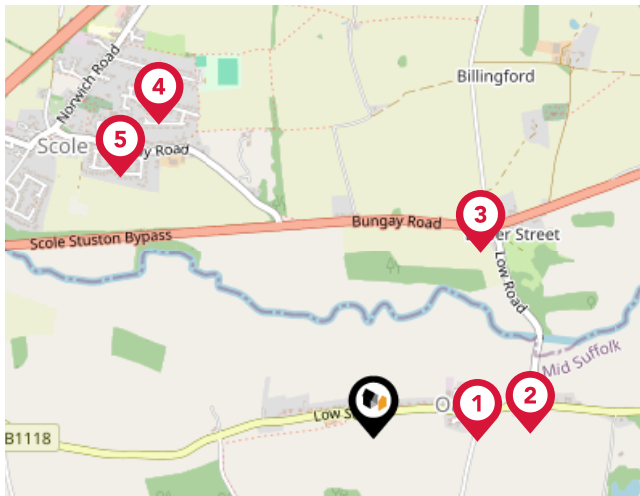 Norwich Road
Billingford
4
5
Scole
Road
3
Bungay Road
Scole Stuston Bypass
Street
Low Road
Mid Suffolk
1
2
Low
B1118